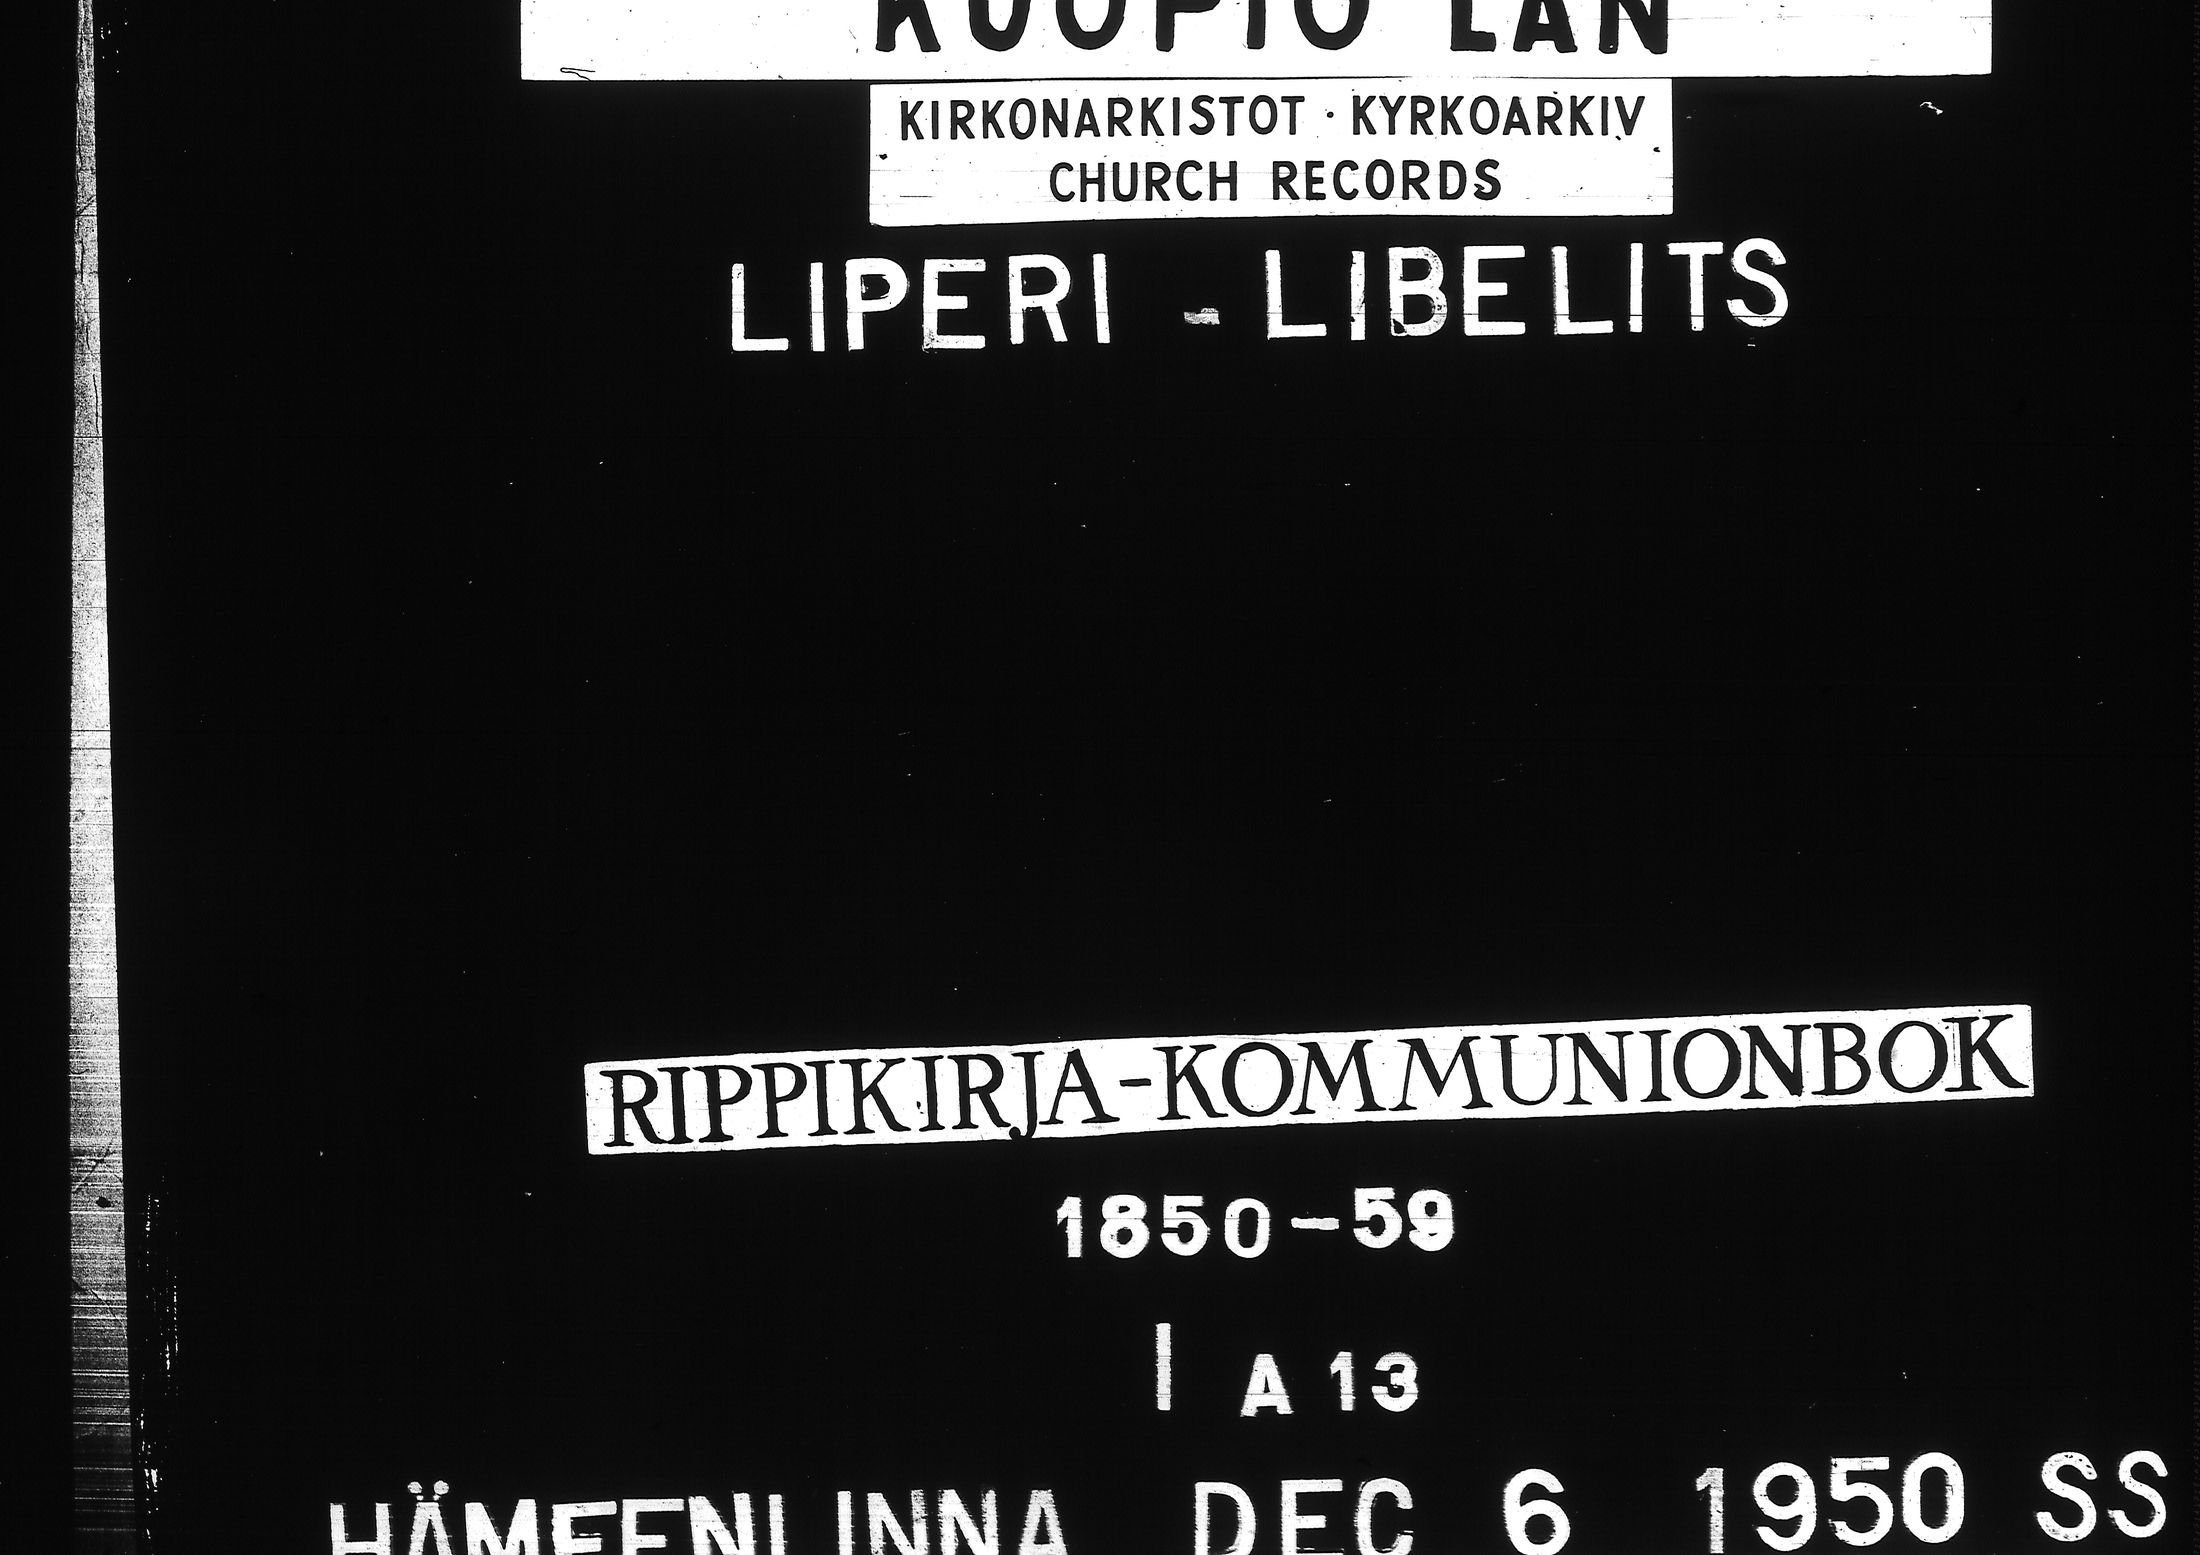 KUOPIO LÄN
KIRKONARKISTOT · KYRKOARKIV
CHURCH RECORDS
LIPERI - LIBELITS
RIPPIKIRJA-KOMMUNIONBOK
1850-59
I A 13
HÄMEENLINNA DEC 6 1950 SS